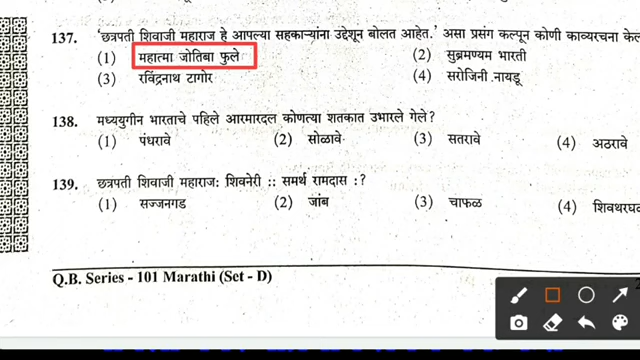 137. 'छत्रपती शिवाजी महाराज हे आपल्या सहकाऱ्यांना उद्देशून बोलत आहेत.' असा प्रसंग कल्पून कोणी काव्यरचना
(1) महात्मा जोतिबा फुले (2) सुब्रमण्यम भारती
(3) रविंद्रनाथ टागोर (4) सरोजिनी नायडू
138. मध्ययुगीन भारताचे पहिले आरमारदल कोणत्या शतकात उभारले गेले?
(1) पंधरावे (2) सोळावे (3) सतरावे (4) अठरावे
139. छत्रपती शिवाजी महाराज: शिवनेरी :: समर्थ रामदास :?
(1) सज्जनगड (2) जांब (3) चाफळ (4)
Q.B. Series - 101 Marathi (Set - D)